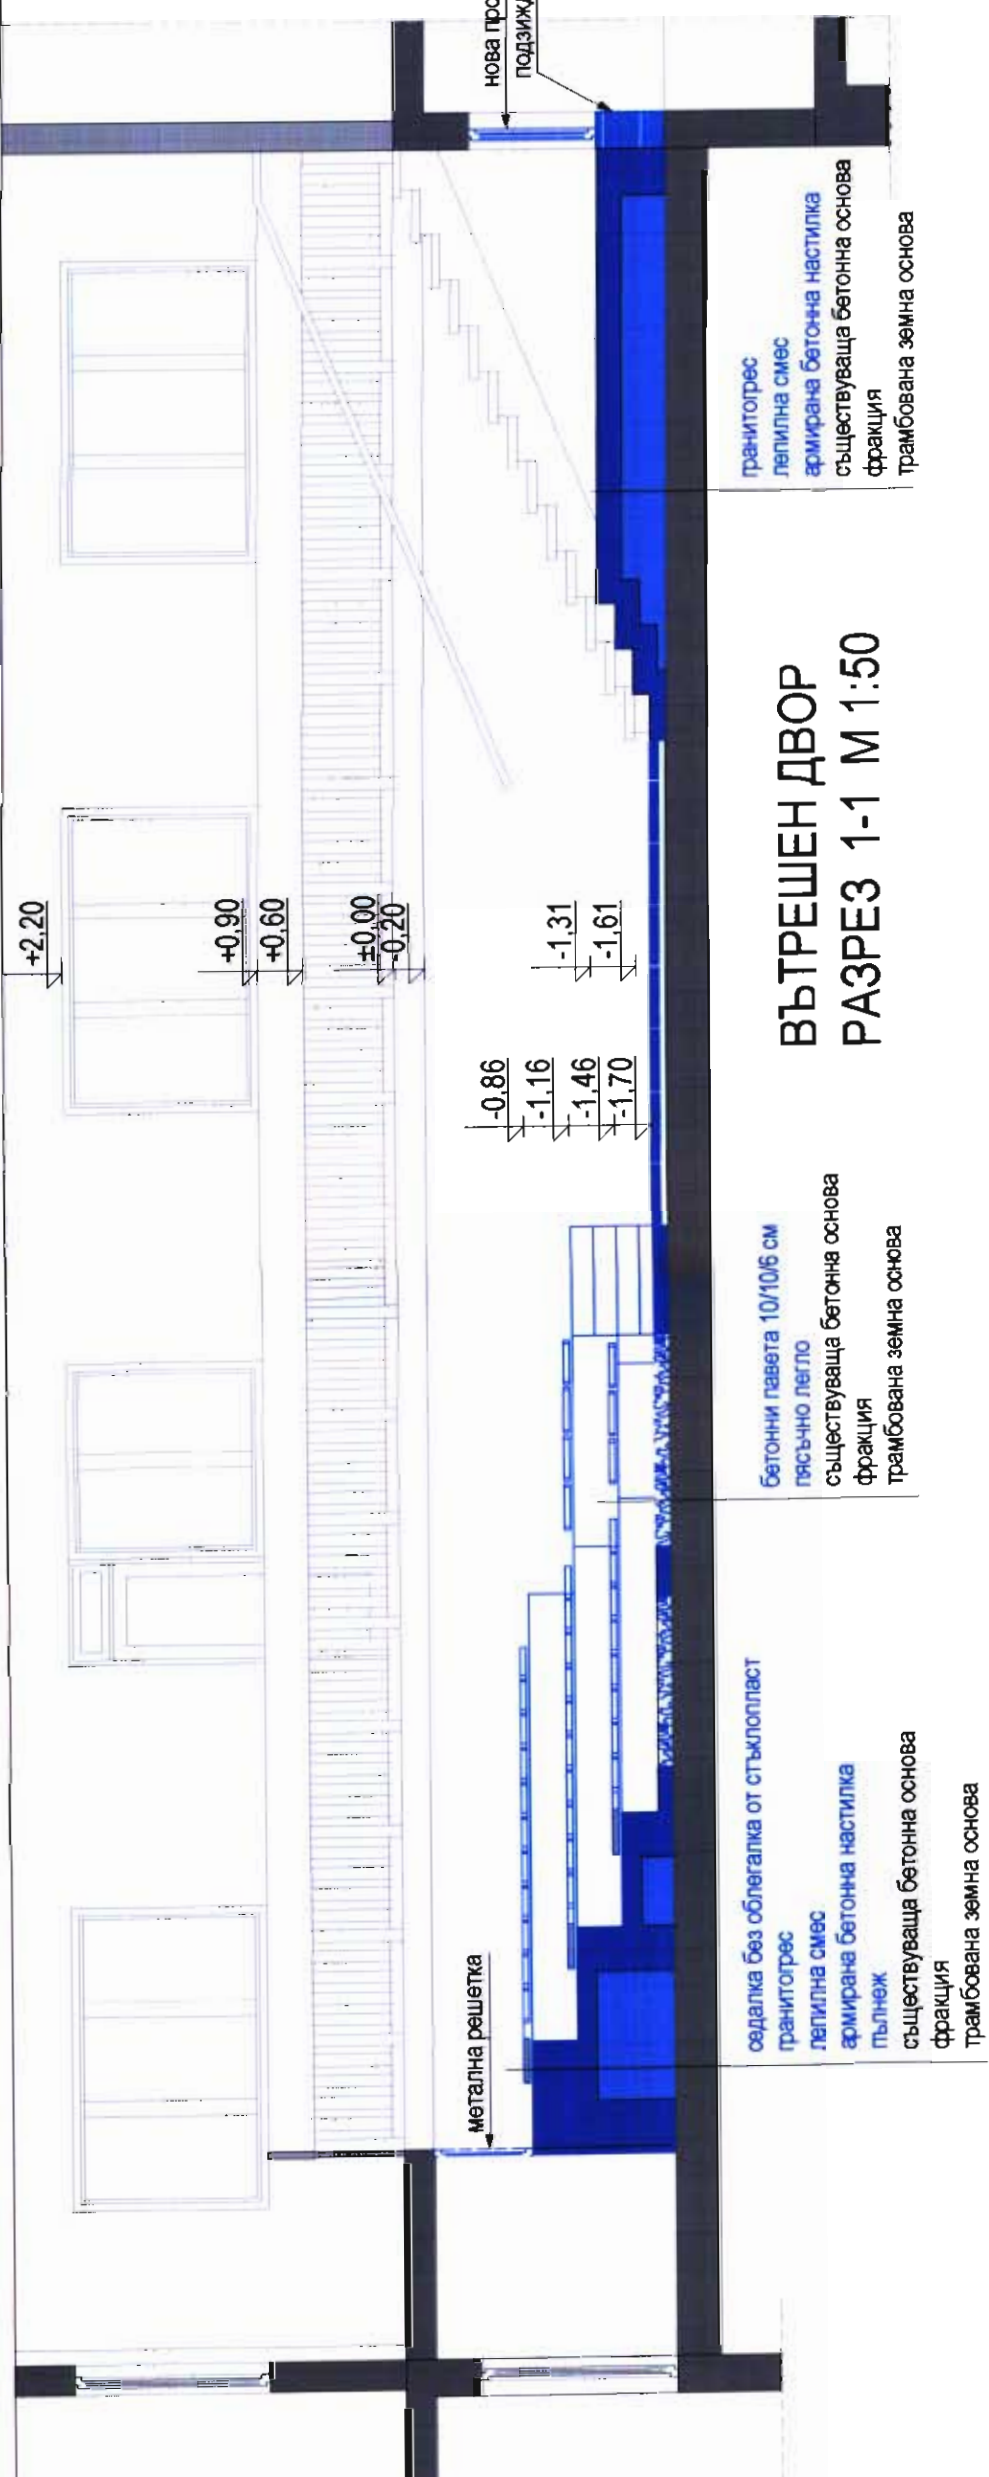 +2,20
+0,90
+0,60
±0,00
-0,20
-1,31
-1,61
-0,86
-1,16
-1,46
-1,70
метална решетка
нова
седалка без облегалка от стъклопласт
гранитогрес
лепилна смес
армирана бетонна настилка
пълнеж
съществуваща бетонна основа
фракция
трамбована земна основа
бетонни павета 10/10/6 см
пясъчно легло
съществуваща бетонна основа
фракция
трамбована земна основа
гранитогрес
лепилна смес
армирана бетонна настилка
съществуваща бетонна основа
фракция
трамбована земна основа
ВЪТРЕШЕН ДВОР
РАЗРЕЗ 1-1 М 1:50